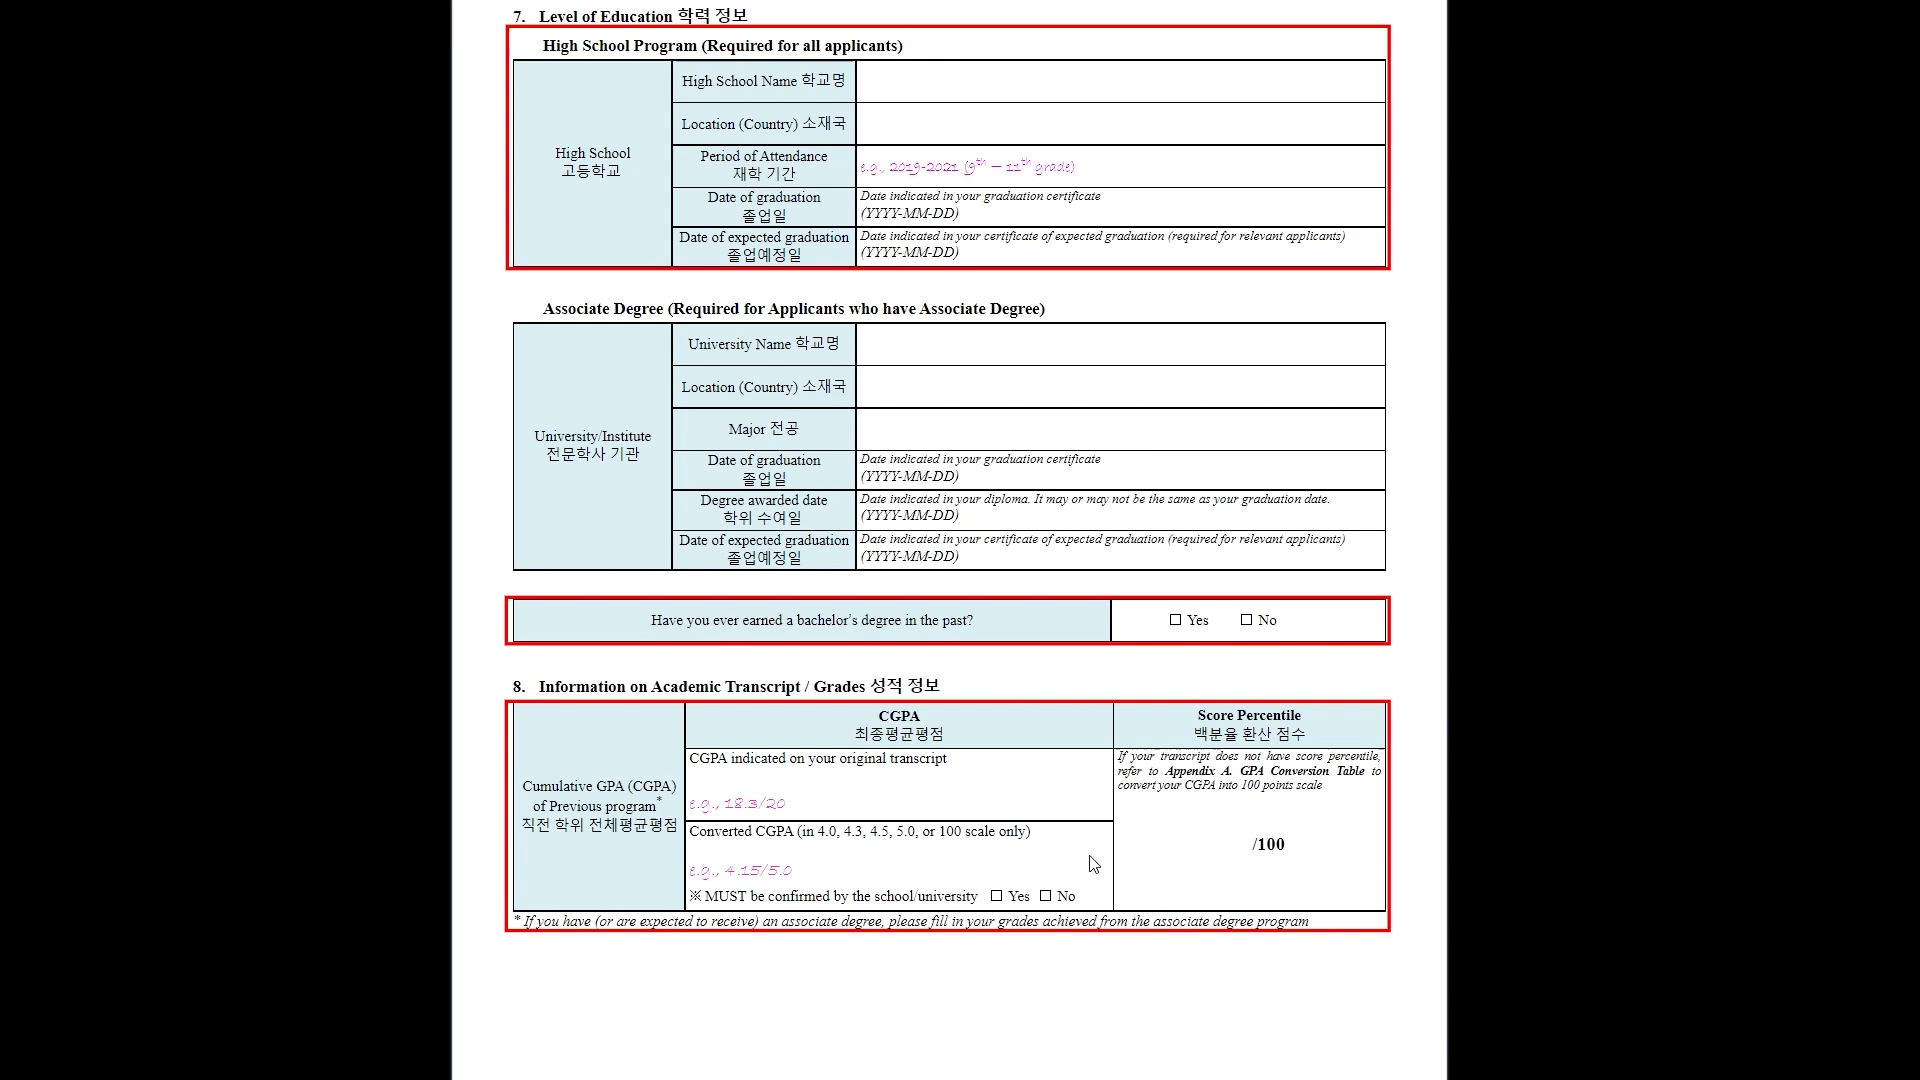 7. Level of Education 학력 정보
High School Program (Required for all applicants)
High School
고등학교
High School Name 학교명
Location (Country) 소재국
Period of Attendance
재학 기간
e.g., 2019-2021 (9th – 11th grade)
Date of graduation
졸업일
Date indicated in your graduation certificate
(YYYY-MM-DD)
Date of expected graduation
졸업예정일
Date indicated in your certificate of expected graduation (required for relevant applicants)
(YYYY-MM-DD)
Associate Degree (Required for Applicants who have Associate Degree)
University/Institute
전문학사 기관
University Name 학교명
Location (Country) 소재국
Major 전공
Date of graduation
졸업일
Date indicated in your graduation certificate
(YYYY-MM-DD)
Degree awarded date
학위 수여일
Date indicated in your diploma. It may or may not be the same as your graduation date.
(YYYY-MM-DD)
Date of expected graduation
졸업예정일
Date indicated in your certificate of expected graduation (required for relevant applicants)
(YYYY-MM-DD)
Have you ever earned a bachelor's degree in the past?
☐ Yes ☐ No
8. Information on Academic Transcript / Grades 성적 정보
Cumulative GPA (CGPA)
of Previous program*
직전 학위 전체평균평점
CGPA
최종평균평점
Score Percentile
백분율 환산 점수
CGPA indicated on your original transcript
e.g., 18.3/20
Converted CGPA (in 4.0, 4.3, 4.5, 5.0, or 100 scale only)
e.g., 4.15/5.0
※ MUST be confirmed by the school/university ☐ Yes ☐ No
If your transcript does not have score percentile,
refer to Appendix A. GPA Conversion Table to
convert your CGPA into 100 points scale
/100
* If you have (or are expected to receive) an associate degree, please fill in your grades achieved from the associate degree program